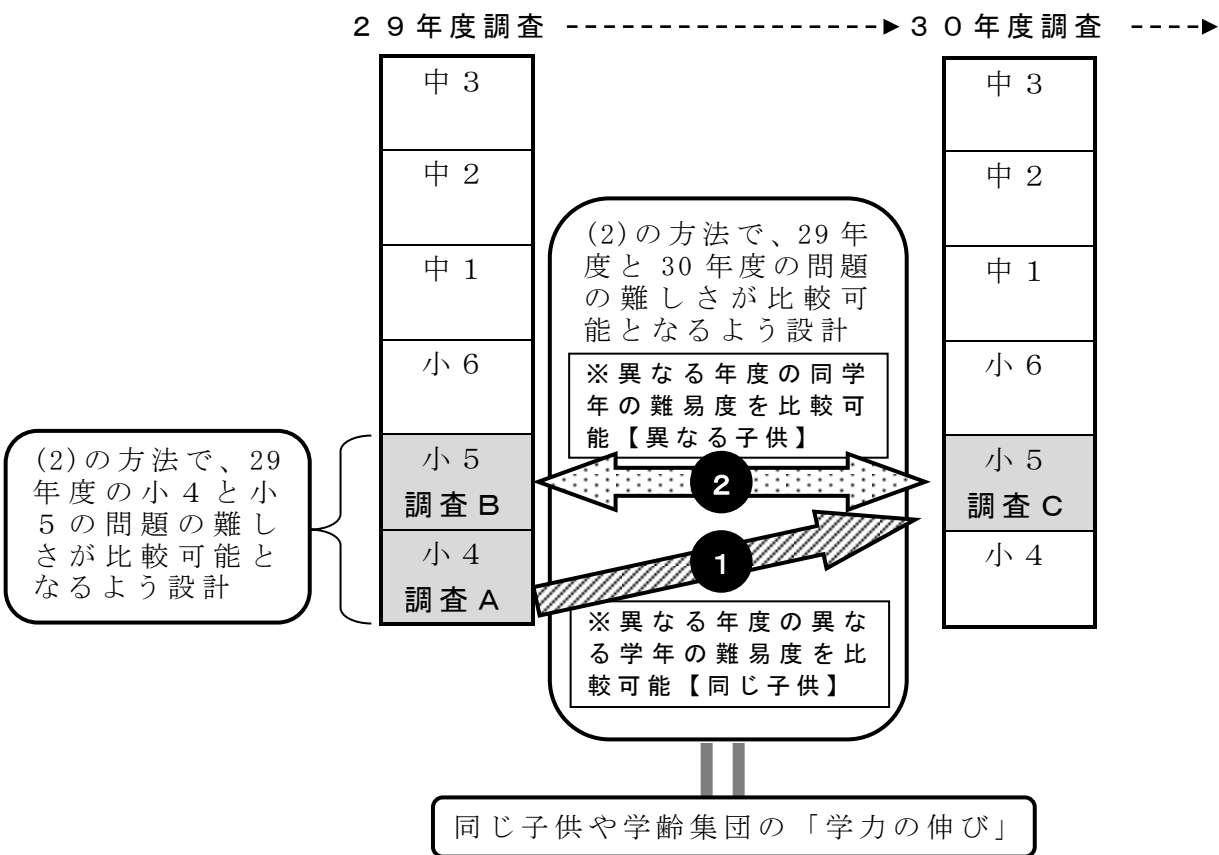 29年度調査
30年度調査
中3
中2
中1
小6
小5
調査B
小4
調査A
(2)の方法で、29
年度の小4と小
5の問題の難し
さが比較可能と
なるよう設計
(2)の方法で、29年
度と30年度の問題
の難しさが比較可
能となるよう設計
※異なる年度の同学
年の難易度を比較可
能【異なる子供】
2
1
※異なる年度の異な
る学年の難易度を比
較可能【同じ子供】
中3
中2
中1
小6
小5
調査C
小4
同じ子供や学齢集団の「学力の伸び」